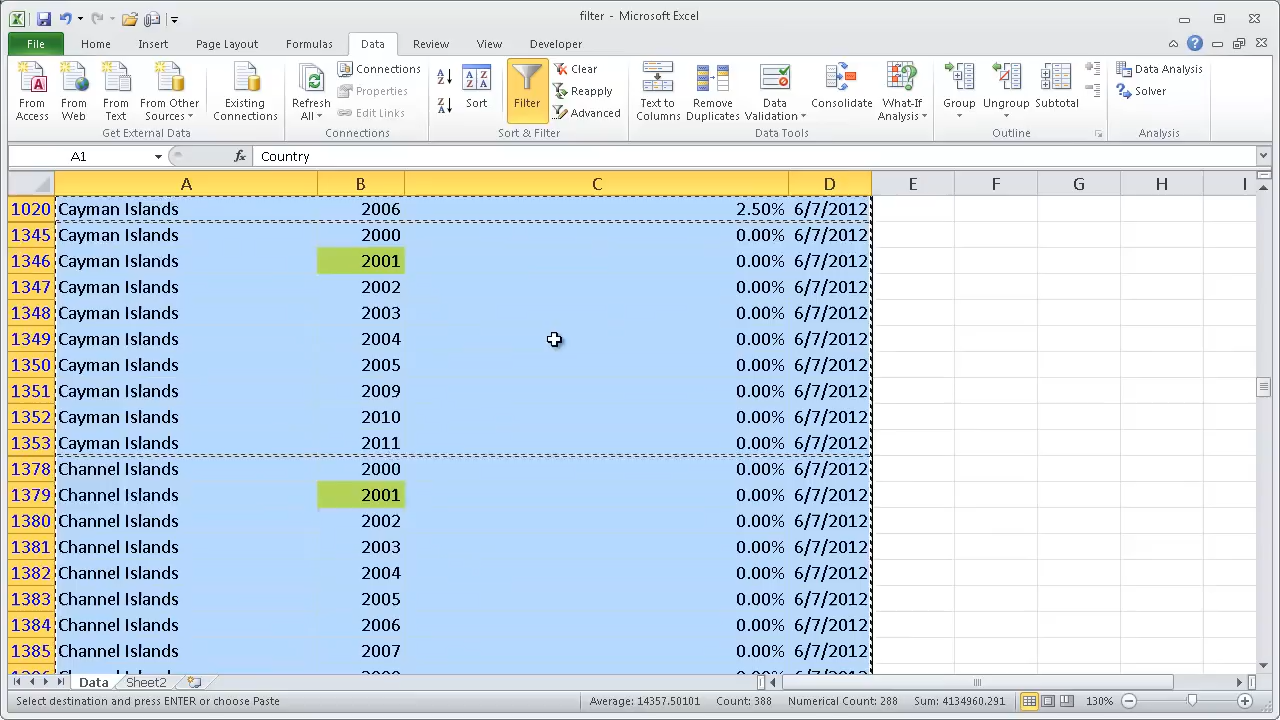 filter - Microsoft Excel
File Home Insert Page Layout Formulas Data Review View Developer
From Access
From Web
From Text
From Other Sources
Existing Connections
Get External Data
Refresh All
Connections
Properties
Edit Links
Connections
Sort
Filter
Clear
Reapply
Advanced
Sort & Filter
Text to Columns
Remove Duplicates
Data Validation
Consolidate
What-If Analysis
Data Tools
Group
Ungroup
Subtotal
Outline
Data Analysis
Solver
Analysis
A1 fx Country
A B C D E F G H I
1020 Cayman Islands 2006 2.50% 6/7/2012
1345 Cayman Islands 2000 0.00% 6/7/2012
1346 Cayman Islands 2001 0.00% 6/7/2012
1347 Cayman Islands 2002 0.00% 6/7/2012
1348 Cayman Islands 2003 0.00% 6/7/2012
1349 Cayman Islands 2004 0.00% 6/7/2012
1350 Cayman Islands 2005 0.00% 6/7/2012
1351 Cayman Islands 2009 0.00% 6/7/2012
1352 Cayman Islands 2010 0.00% 6/7/2012
1353 Cayman Islands 2011 0.00% 6/7/2012
1378 Channel Islands 2000 0.00% 6/7/2012
1379 Channel Islands 2001 0.00% 6/7/2012
1380 Channel Islands 2002 0.00% 6/7/2012
1381 Channel Islands 2003 0.00% 6/7/2012
1382 Channel Islands 2004 0.00% 6/7/2012
1383 Channel Islands 2005 0.00% 6/7/2012
1384 Channel Islands 2006 0.00% 6/7/2012
1385 Channel Islands 2007 0.00% 6/7/2012
Data Sheet2
Select destination and press ENTER or choose Paste Average: 14357.50101 Count: 388 Numerical Count: 288 Sum: 4134960.291 130%